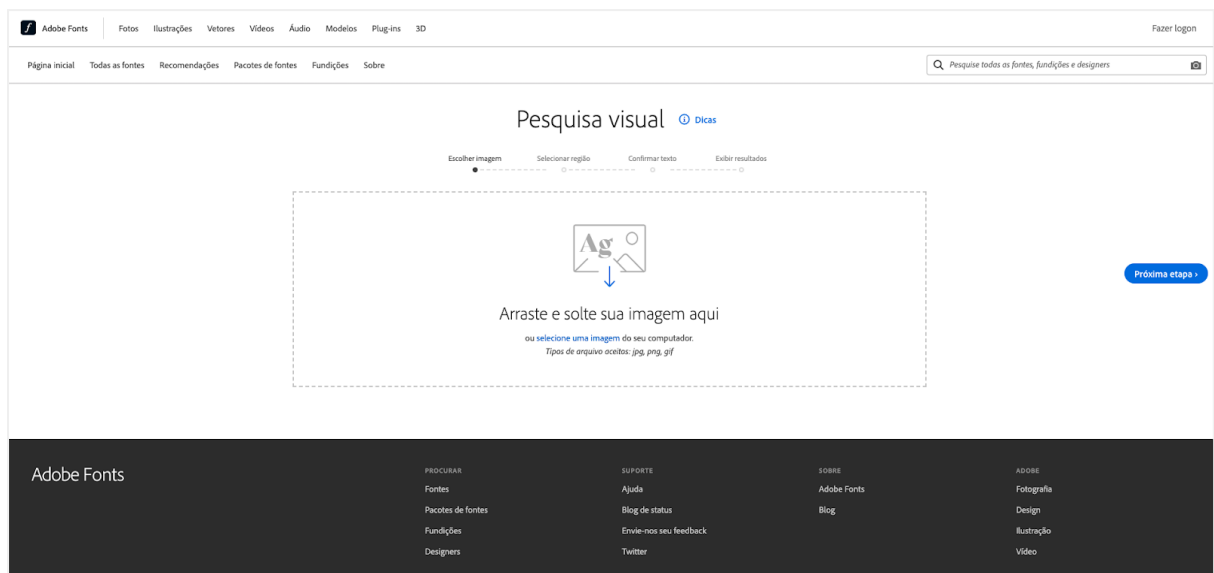 f Adobe Fonts Fotos Ilustrações Vetores Vídeos Áudio Modelos Plug-ins 3D Fazer logon
Página inicial Todas as fontes Recomendações Pacotes de fontes Fundições Sobre Pesquise todas as fontes, fundições e designers
Pesquisa visual Dicas
Escolher imagem Selecionar região Confirmar texto Exibir resultados
Ag
Próxima etapa ›
Arraste e solte sua imagem aqui
ou selecione uma imagem do seu computador.
Tipos de arquivo aceitos: jpg, png, gif
Adobe Fonts
PROCURAR
Fontes
Pacotes de fontes
Fundições
Designers
SUPORTE
Ajuda
Blog de status
Envie-nos seu feedback
Twitter
SOBRE
Adobe Fonts
Blog
ADOBE
Fotografia
Design
Ilustração
Vídeo